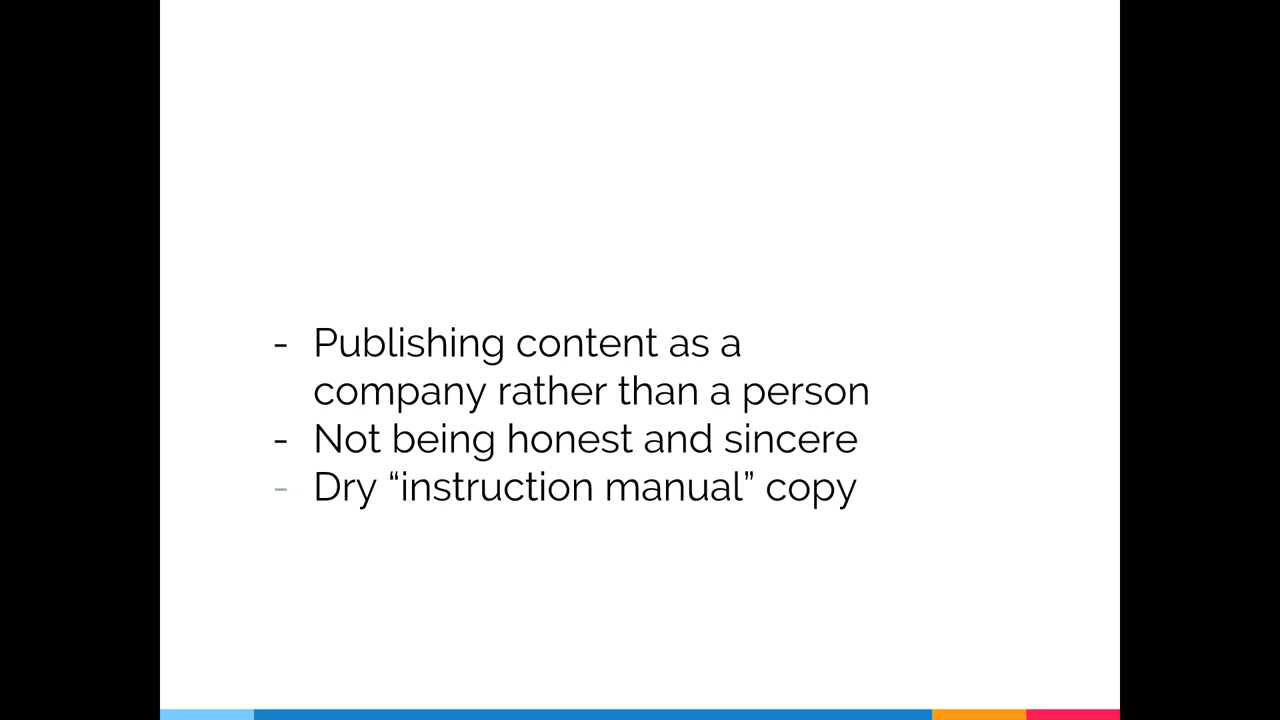 - Publishing content as a
company rather than a person
- Not being honest and sincere
- Dry “instruction manual” copy